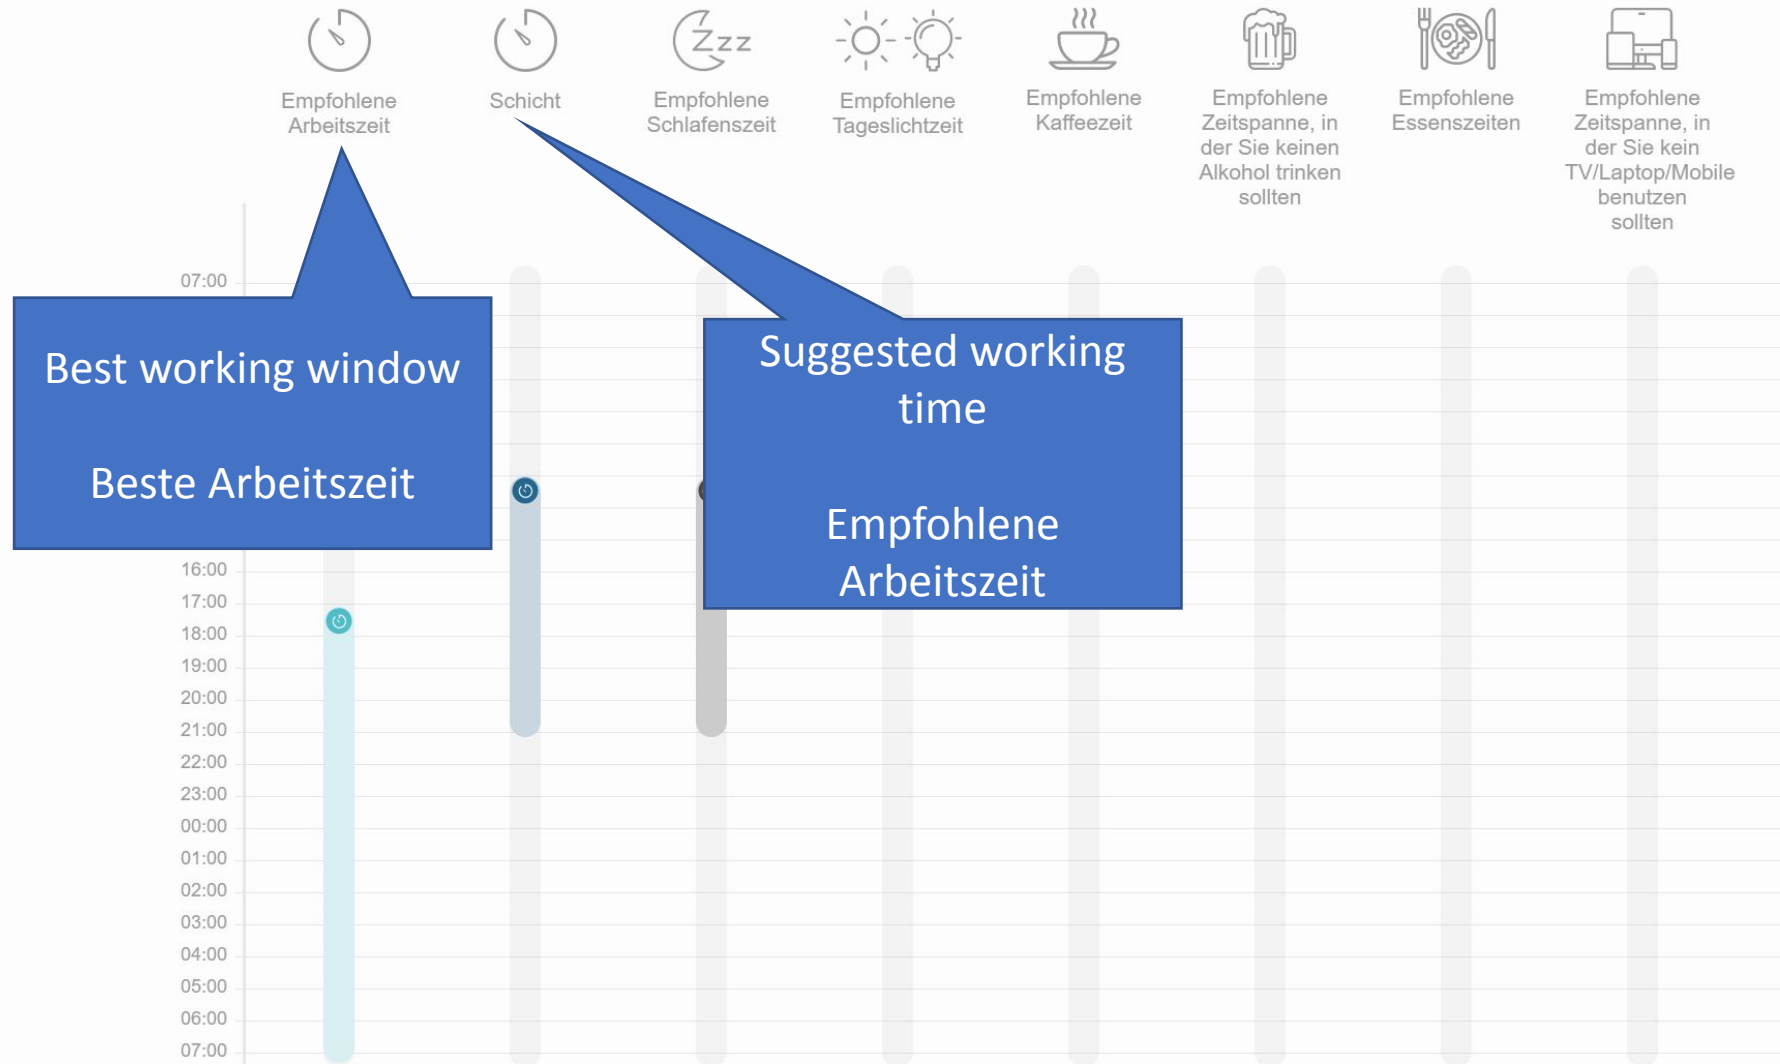 Zzz
Empfohlene
Arbeitszeit
Schicht
Empfohlene
Schlafenszeit
Empfohlene
Tageslichtzeit
Empfohlene
Kaffeezeit
Empfohlene
Zeitspanne, in
der Sie keinen
Alkohol trinken
sollten
Empfohlene
Essenszeiten
Empfohlene
Zeitspanne, in
der Sie kein
TV/Laptop/Mobile
benutzen
sollten
07:00
Best working window
Beste Arbeitszeit
Suggested working
time
Empfohlene
Arbeitszeit
16:00
17:00
18:00
19:00
20:00
21:00
22:00
23:00
00:00
01:00
02:00
03:00
04:00
05:00
06:00
07:00